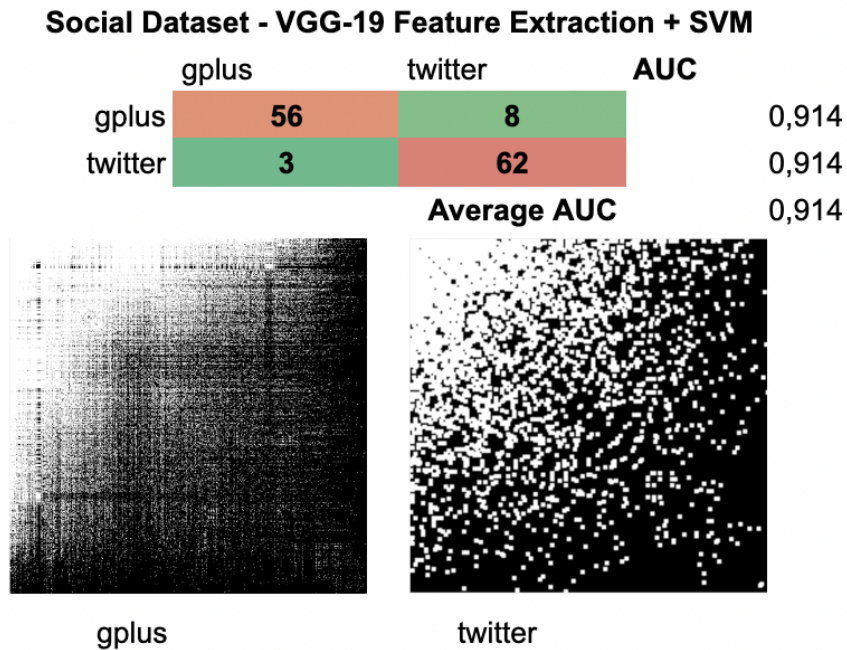 Social Dataset - VGG-19 Feature Extraction + SVM
gplus twitter AUC
gplus 56 8 0,914
twitter 3 62 0,914
Average AUC 0,914
gplus twitter